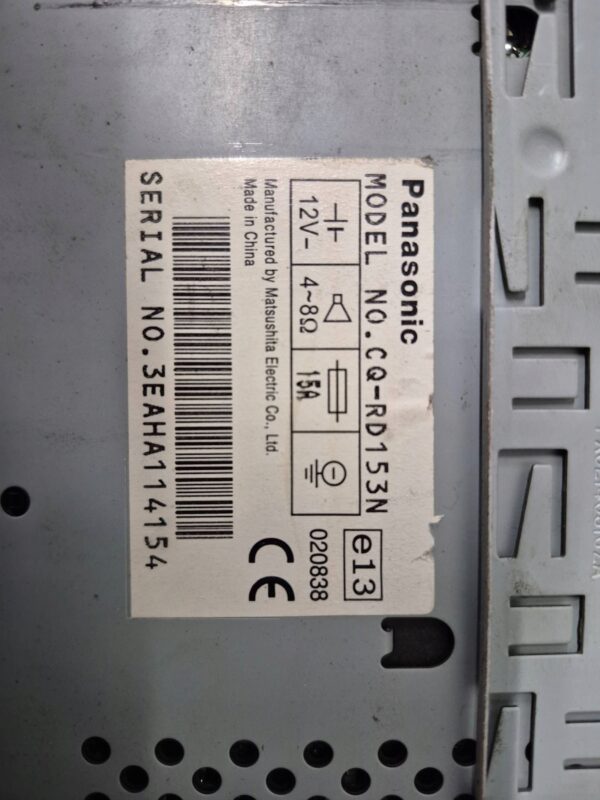 Panasonic
MODEL NO.CQ-RD153N
12V⎓ 4~8Ω 15A
e13
020838
Manufactured by Matsushita Electric Co., Ltd.
Made in China
CE
SERIAL NO.3EAHA114154